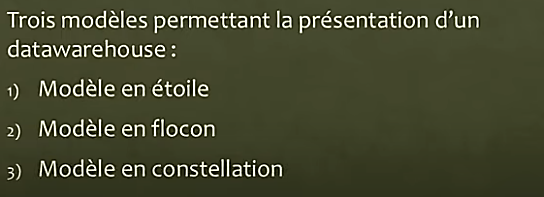 Trois modèles permettant la présentation d'un
datawarehouse :
1) Modèle en étoile
2) Modèle en flocon
3) Modèle en constellation